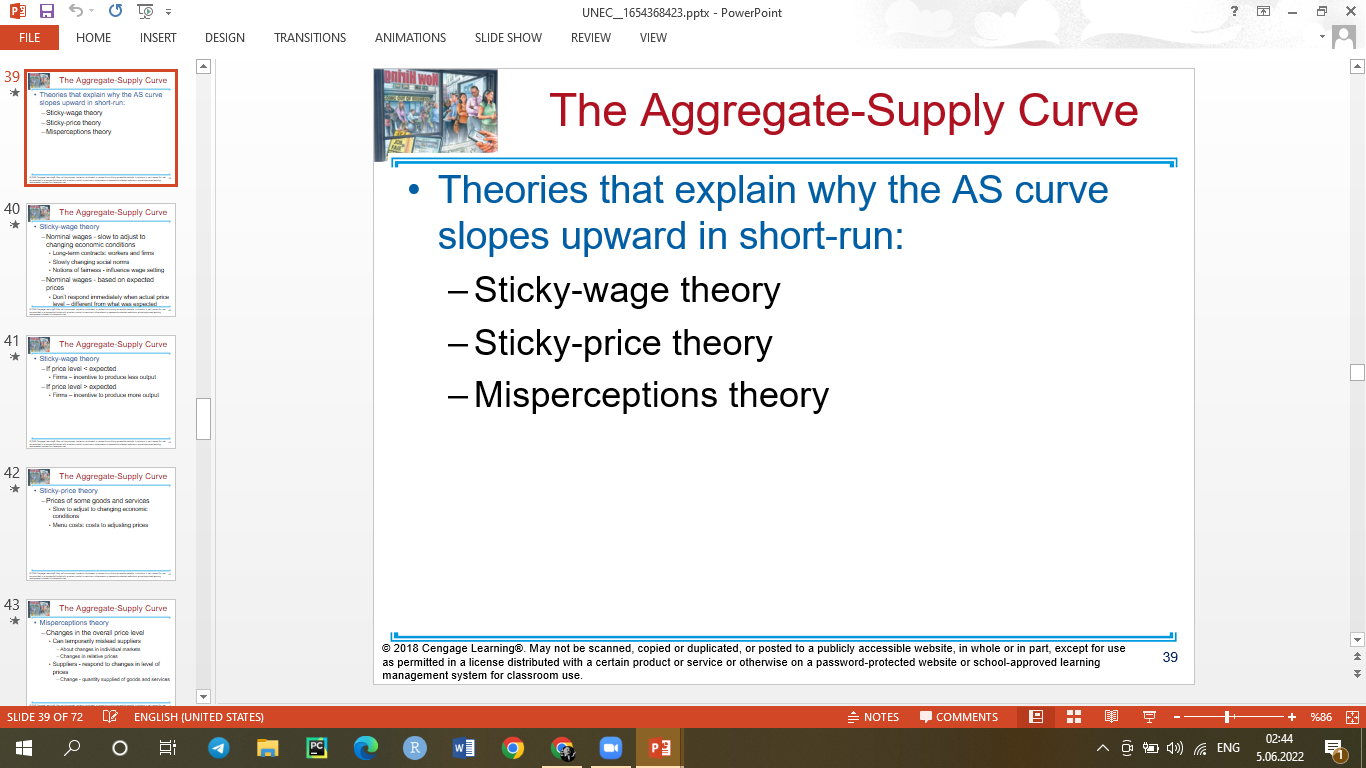 UNEC__1654368423.pptx - PowerPoint
FILE HOME INSERT DESIGN TRANSITIONS ANIMATIONS SLIDE SHOW REVIEW VIEW
39
The Aggregate-Supply Curve
• Theories that explain why the AS curve
slopes upward in short-run:
–Sticky-wage theory
–Sticky-price theory
–Misperceptions theory
40
The Aggregate-Supply Curve
• Sticky-wage theory
–Nominal wages - slow to adjust to
changing economic conditions
• Long-term contracts: workers and firms
• Slowly changing social norms
• Notions of fairness - influence wage setting
–Nominal wages - based on expected
prices
• Don't respond immediately when actual price
level – different from what was expected
41
The Aggregate-Supply Curve
• Sticky-wage theory
–If price level < expected
• Firms – incentive to produce less output
–If price level > expected
• Firms – incentive to produce more output
42
The Aggregate-Supply Curve
• Sticky-price theory
–Prices of some goods and services
• Slow to adjust to changing economic
conditions
• Menu costs: costs to adjusting prices
43
The Aggregate-Supply Curve
• Misperceptions theory
–Changes in the overall price level
• Can temporarily mislead suppliers
– About changes in individual markets
– Changes in relative prices
• Suppliers - respond to changes in level of
prices
– Change - quantity supplied of goods and services
Now Hiring
The Aggregate-Supply Curve
• Theories that explain why the AS curve
slopes upward in short-run:
– Sticky-wage theory
– Sticky-price theory
– Misperceptions theory
© 2018 Cengage Learning®. May not be scanned, copied or duplicated, or posted to a publicly accessible website, in whole or in part, except for use
as permitted in a license distributed with a certain product or service or otherwise on a password-protected website or school-approved learning
management system for classroom use.
39
SLIDE 39 OF 72 ENGLISH (UNITED STATES) NOTES COMMENTS %86
ENG
02:44
5.06.2022
1